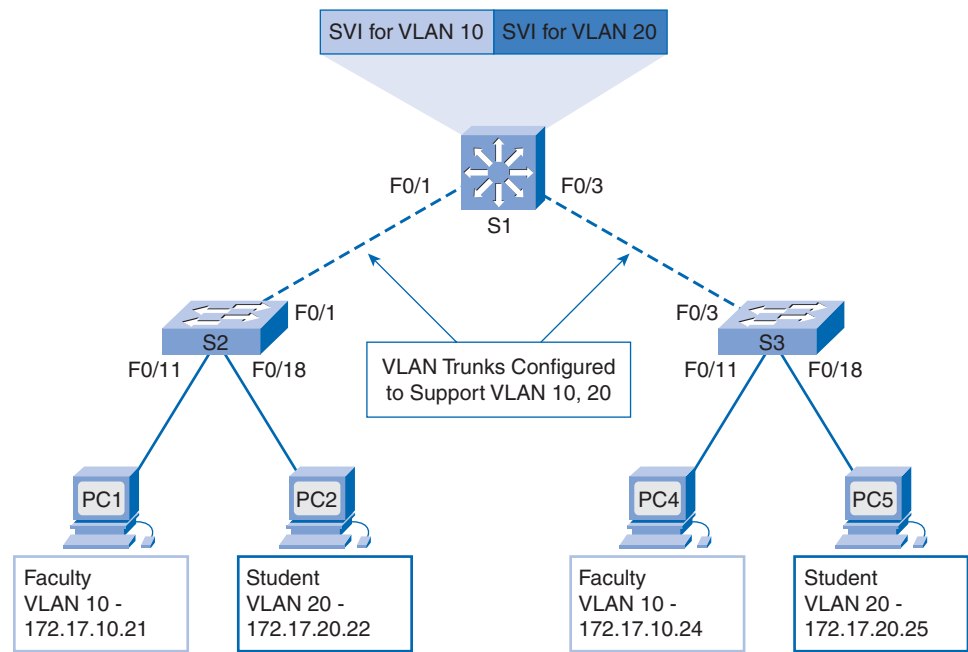 SVI for VLAN 10
SVI for VLAN 20
F0/1
F0/3
S1
F0/1
F0/3
S2
S3
F0/11
F0/18
VLAN Trunks Configured
to Support VLAN 10, 20
F0/11
F0/18
PC1
PC2
PC4
PC5
Faculty
VLAN 10 -
172.17.10.21
Student
VLAN 20 -
172.17.20.22
Faculty
VLAN 10 -
172.17.10.24
Student
VLAN 20 -
172.17.20.25